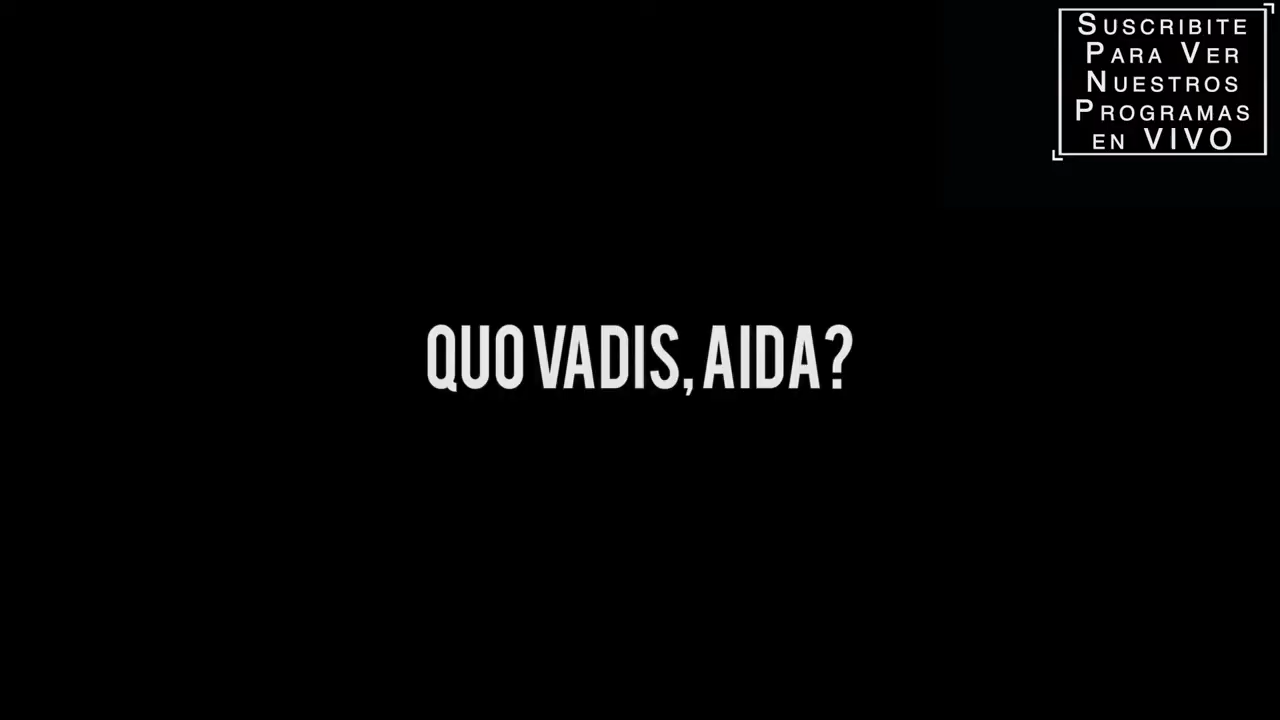 SUSCRIBITE
PARA VER
NUESTROS
PROGRAMAS
EN VIVO
QUO VADIS, AIDA?